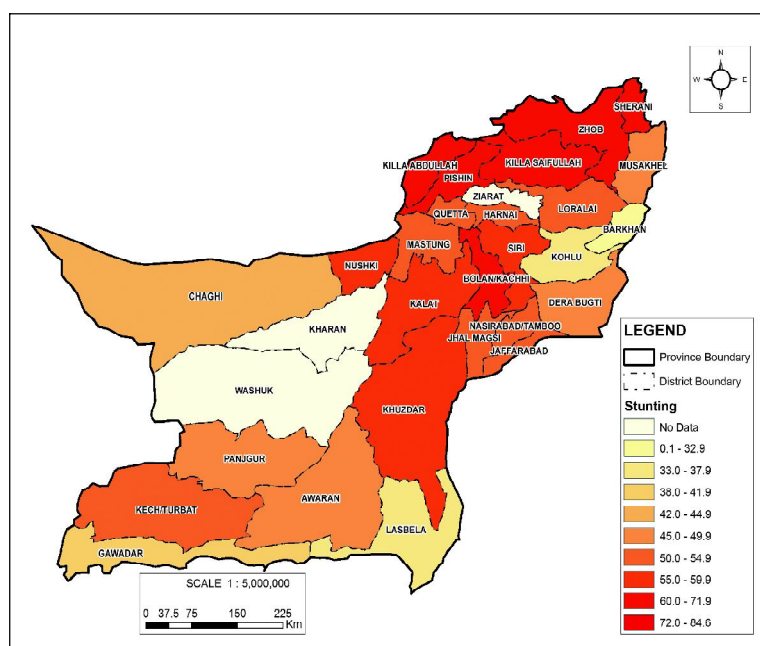 N
W E
S
SHERANI
ZHOB
MUSAKHEL
KILLA ABDULLAH
KILLA SAIFULLAH
PISHIN
ZIARAT
LORALAI
QUETTA
HARNAI
BARKHAN
MASTUNG
SIBI
KOHLU
NUSHKI
BOLAN/KACHHI
CHAGHI
KALAT
DERA BUGTI
KHARAN
NASIRABAD/TAMBOO
JHAL MAGSI
JAFFARABAD
WASHUK
KHUZDAR
PANJGUR
AWARAN
KECH/TURBAT
LASBELA
GAWADAR
SCALE 1 : 5,000,000
0 37.5 75 150 225
Km
LEGEND
Province Boundary
District Boundary
Stunting
No Data
0.1 - 32.9
33.0 - 37.9
38.0 - 41.9
42.0 - 44.9
45.0 - 49.9
50.0 - 54.9
55.0 - 59.9
60.0 - 71.9
72.0 - 84.6